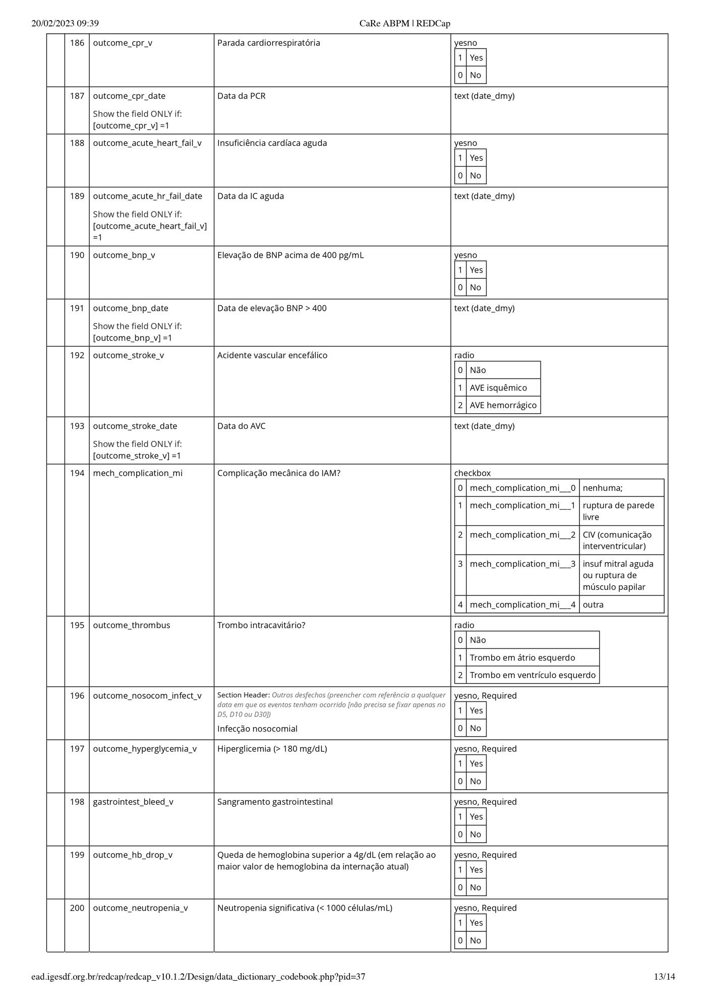 20/02/2023 09:39
CaRe ABPM | REDCap
186 outcome_cpr_v Parada cardiorrespiratória yesno
1 Yes
0 No
187 outcome_cpr_date Data da PCR text (date_dmy)
Show the field ONLY if:
[outcome_cpr_v] =1
188 outcome_acute_heart_fail_v Insuficiência cardíaca aguda yesno
1 Yes
0 No
189 outcome_acute_hr_fail_date Data da IC aguda text (date_dmy)
Show the field ONLY if:
[outcome_acute_heart_fail_v]
=1
190 outcome_bnp_v Elevação de BNP acima de 400 pg/mL yesno
1 Yes
0 No
191 outcome_bnp_date Data de elevação BNP > 400 text (date_dmy)
Show the field ONLY if:
[outcome_bnp_v] =1
192 outcome_stroke_v Acidente vascular encefálico radio
0 Não
1 AVE isquêmico
2 AVE hemorrágico
193 outcome_stroke_date Data do AVC text (date_dmy)
Show the field ONLY if:
[outcome_stroke_v] =1
194 mech_complication_mi Complicação mecânica do IAM? checkbox
0 mech_complication_mi___0 nenhuma;
1 mech_complication_mi___1 ruptura de parede
livre
2 mech_complication_mi___2 CIV (comunicação
interventricular)
3 mech_complication_mi___3 insuf mitral aguda
ou ruptura de
músculo papilar
4 mech_complication_mi___4 outra
195 outcome_thrombus Trombo intracavitário? radio
0 Não
1 Trombo em átrio esquerdo
2 Trombo em ventrículo esquerdo
196 outcome_nosocom_infect_v Section Header: Outros desfechos (preencher com referência a qualquer
data em que os eventos tenham ocorrido [não precisa se fixar apenas no
D5, D10 ou D30])
Infecção nosocomial
yesno, Required
1 Yes
0 No
197 outcome_hyperglycemia_v Hiperglicemia (> 180 mg/dL) yesno, Required
1 Yes
0 No
198 gastrointest_bleed_v Sangramento gastrointestinal yesno, Required
1 Yes
0 No
199 outcome_hb_drop_v Queda de hemoglobina superior a 4g/dL (em relação ao
maior valor de hemoglobina da internação atual)
yesno, Required
1 Yes
0 No
200 outcome_neutropenia_v Neutropenia significativa (< 1000 células/mL) yesno, Required
1 Yes
0 No
ead.igesdf.org.br/redcap/redcap_v10.1.2/Design/data_dictionary_codebook.php?pid=37
13/14